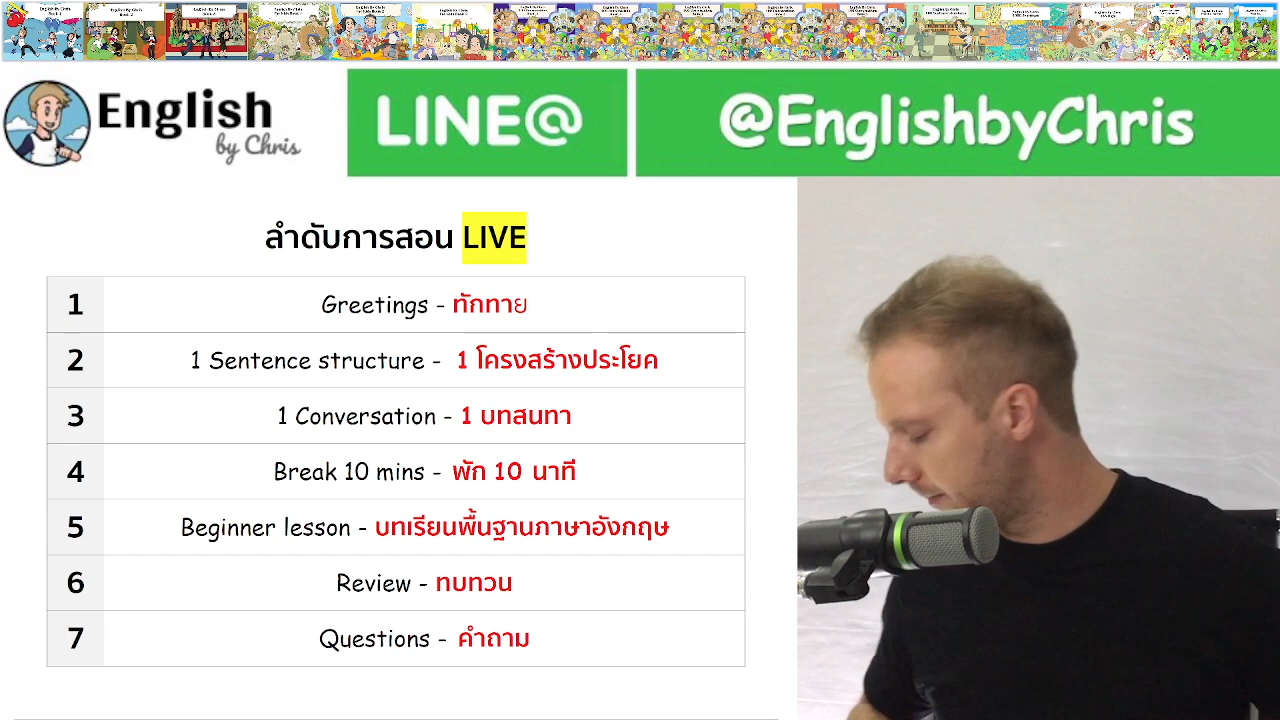 English
by Chris
LINE@
@EnglishbyChris
ลำดับการสอน LIVE
1 Greetings - ทักทาย
2 1 Sentence structure - 1 โครงสร้างประโยค
3 1 Conversation - 1 บทสนทา
4 Break 10 mins - พัก 10 นาที
5 Beginner lesson - บทเรียนพื้นฐานภาษาอังกฤษ
6 Review - ทบทวน
7 Questions - คำถาม